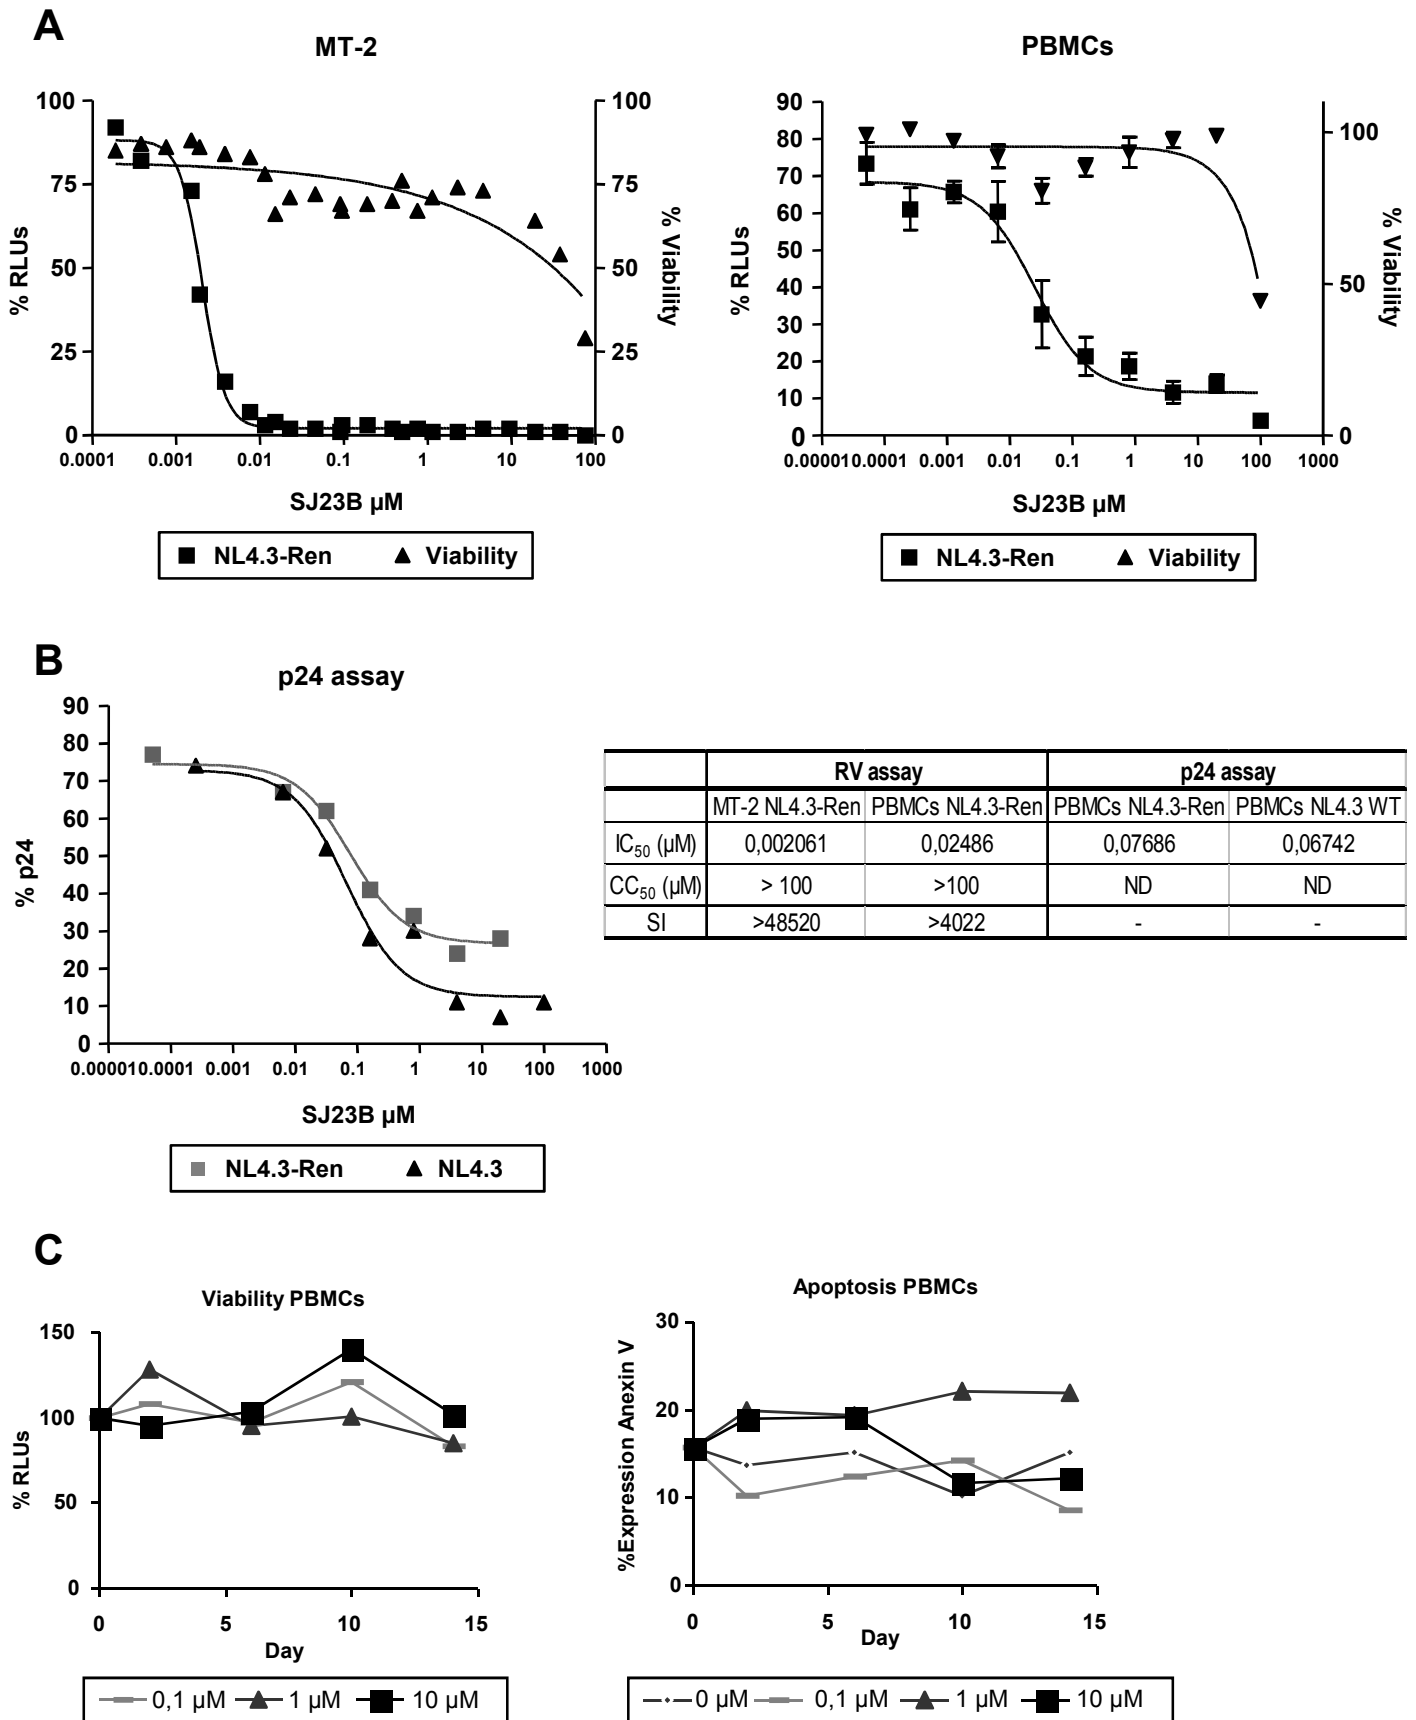 A
MT-2
PBMCs
100
75
50
25
0
% RLUs
100
75
50
25
0
% Viability
0.0001 0.001 0.01 0.1 1 10 100
SJ23B µM
NL4.3-Ren Viability
90
80
70
60
50
40
30
20
10
0
% RLUs
100
50
0
% Viability
0.00001 0.0001 0.001 0.01 0.1 1 10 100 1000
SJ23B µM
NL4.3-Ren Viability
B
p24 assay
90
80
70
60
50
40
30
20
10
0
% p24
0.00001 0.0001 0.001 0.01 0.1 1 10 100 1000
SJ23B µM
NL4.3-Ren NL4.3
RV assay p24 assay
MT-2 NL4.3-Ren PBMCs NL4.3-Ren PBMCs NL4.3-Ren PBMCs NL4.3 WT
IC50 (µM) 0,002061 0,02486 0,07686 0,06742
CC50 (µM) > 100 >100 ND ND
SI >48520 >4022 - -
C
Viability PBMCs
150
100
50
0
% RLUs
0 5 10 15
Day
0,1 µM 1 µM 10 µM
Apoptosis PBMCs
30
20
10
0
%Expression Anexin V
0 5 10 15
Day
0 µM 0,1 µM 1 µM 10 µM